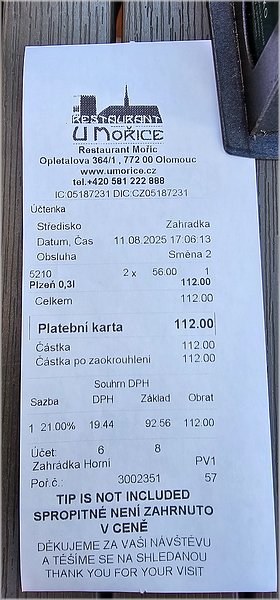 RESTAURANT
U MOŘICE
Restaurant Mořic
Opletalova 364/1 , 772 00 Olomouc
www.umorice.cz
tel.+420 581 222 888
IC:05187231 DIC:CZ05187231
Účtenka
Středisko Zahradka
Datum, Čas 11.08.2025 17:06:13
Obsluha Směna 2
5210 2 x 56.00 1
Plzeň 0,3l 112.00
Celkem 112.00
Platební karta 112.00
Částka 112.00
Částka po zaokrouhlení 112.00
Souhrn DPH
Sazba DPH Základ Obrat
1 21.00% 19.44 92.56 112.00
Účet: 6 8
Zahrádka Horní PV1
Poř.č.: 3002351 57
TIP IS NOT INCLUDED
SPROPITNÉ NENÍ ZAHRNUTO
V CENĚ
DĚKUJEME ZA VAŠI NÁVŠTĚVU
A TĚŠÍME SE NA SHLEDANOU
THANK YOU FOR YOUR VISIT